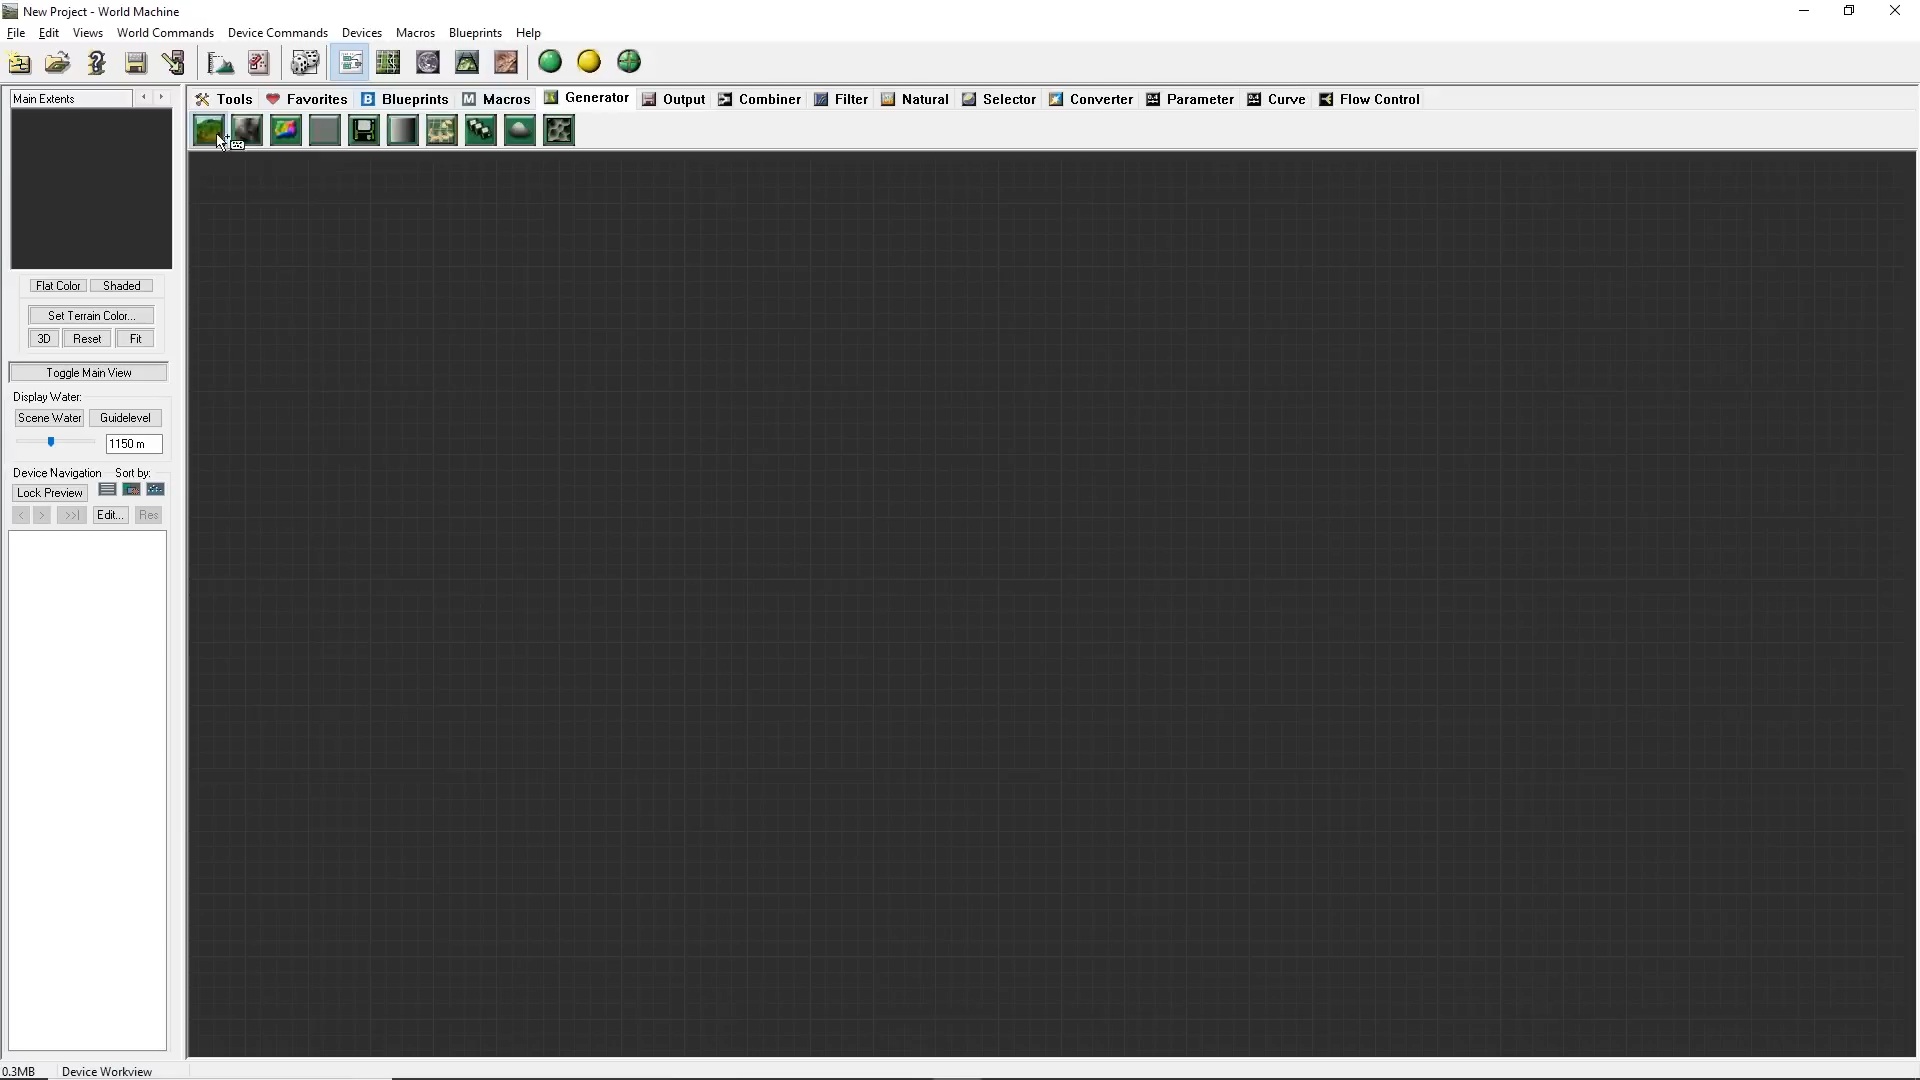 New Project - World Machine
File Edit Views World Commands Device Commands Devices Macros Blueprints Help
Main Extents
Tools Favorites B Blueprints M Macros Generator Output Combiner Filter Natural Selector Converter Parameter Curve Flow Control
Flat Color Shaded
Set Terrain Color...
3D Reset Fit
Toggle Main View
Display Water:
Scene Water Guidelevel
1150 m
Device Navigation Sort by:
Lock Preview
< > >>| Edit... Res
0.3MB Device Workview